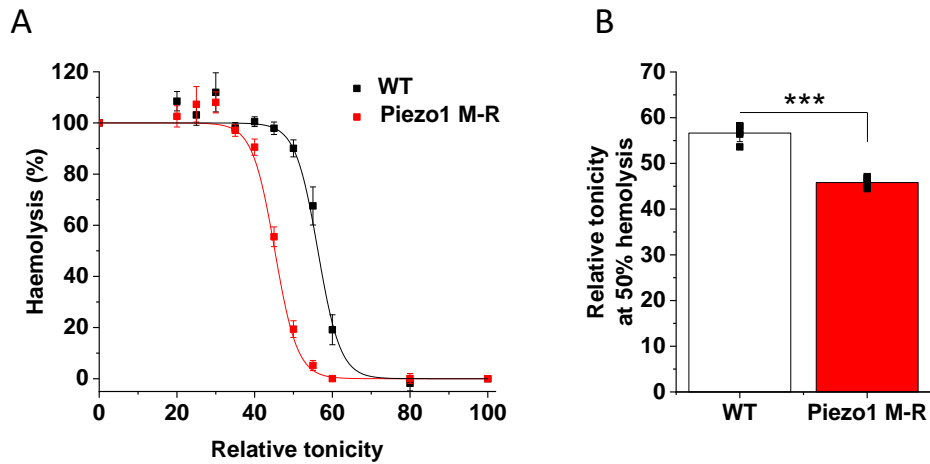 A
120
100
80
60
40
20
0
Haemolysis (%)
0 20 40 60 80 100
Relative tonicity
WT
Piezo1 M-R
B
70
60
50
40
30
20
10
0
Relative tonicity
at 50% hemolysis
***
WT Piezo1 M-R